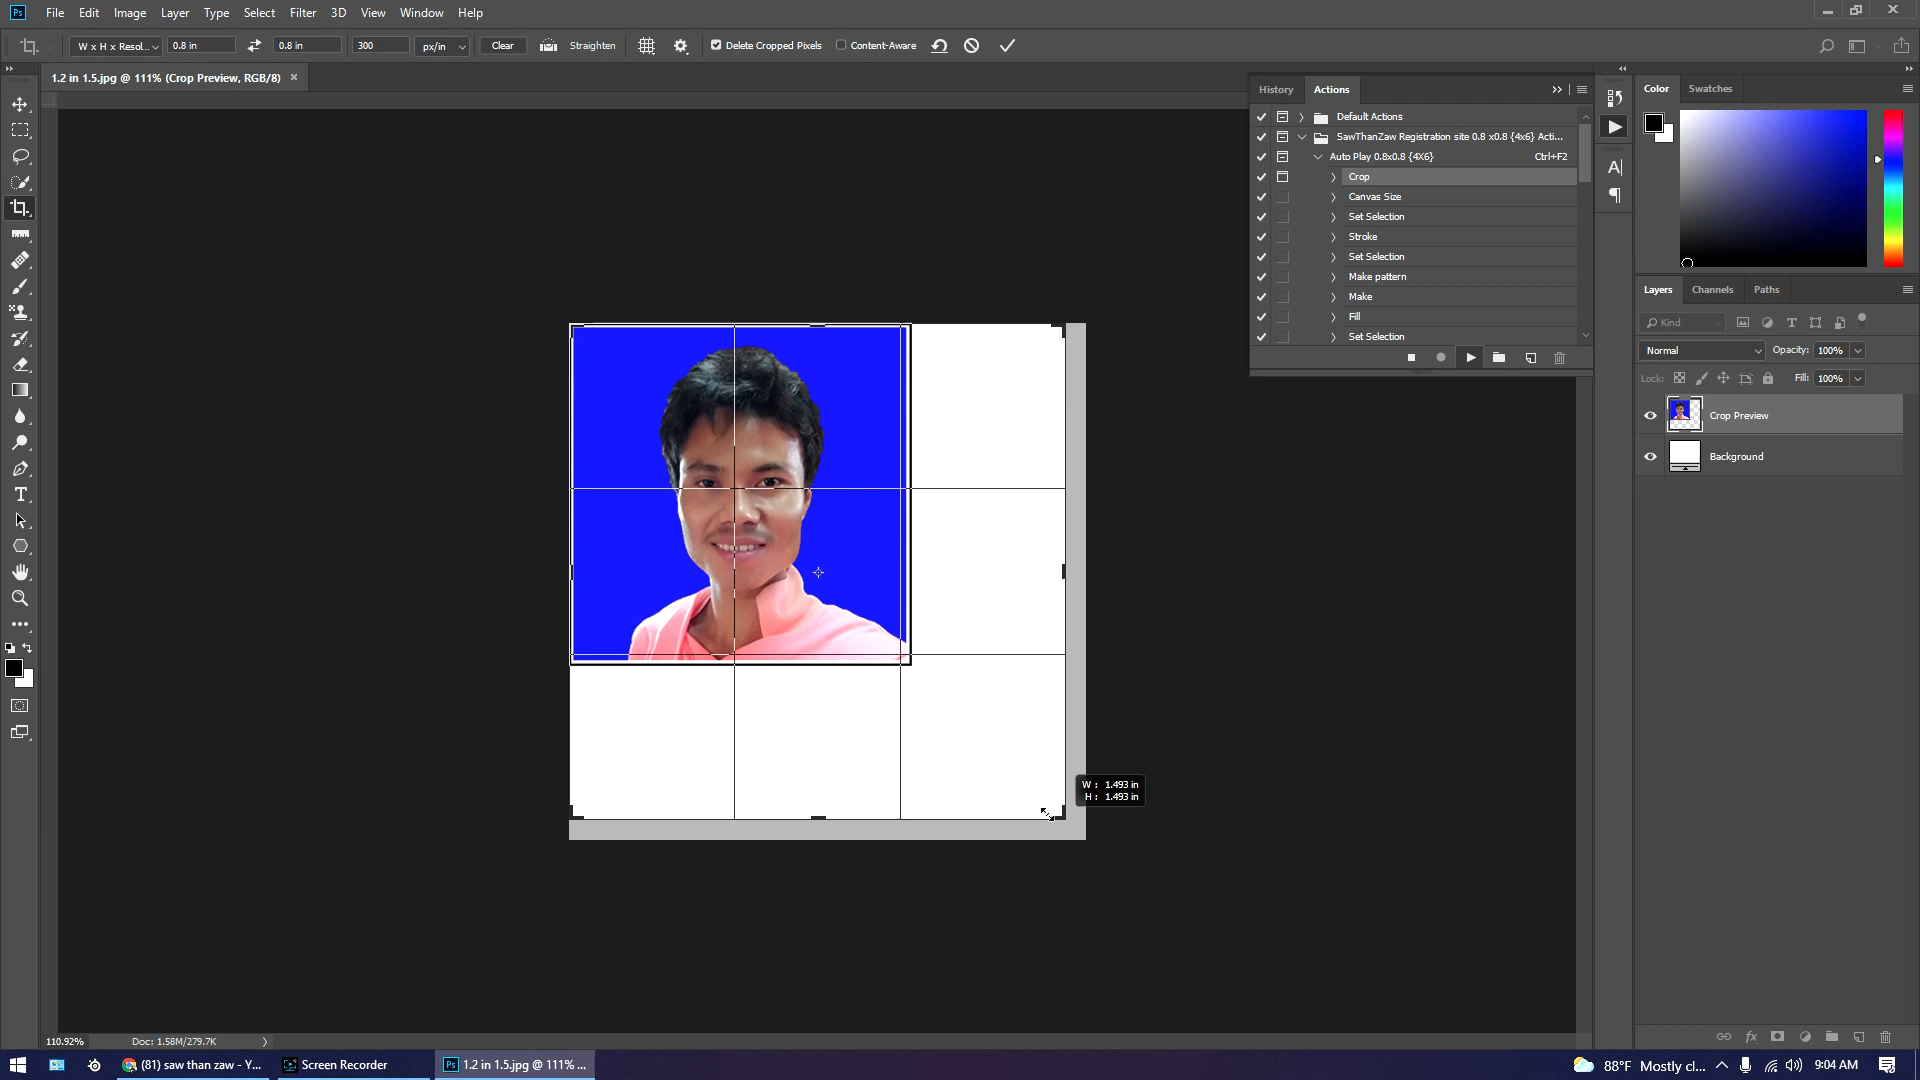 Ps File Edit Image Layer Type Select Filter 3D View Window Help
W x H x Resol... 0.8 in 0.8 in 300 px/in Clear Straighten Delete Cropped Pixels Content-Aware
1.2 in 1.5.jpg @ 111% (Crop Preview, RGB/8) ×
History Actions
Default Actions
SawThanZaw Registration site 0.8 x0.8 {4x6} Acti...
Auto Play 0.8x0.8 {4X6} Ctrl+F2
Crop
Canvas Size
Set Selection
Stroke
Set Selection
Make pattern
Make
Fill
Set Selection
Color Swatches
Layers Channels Paths
Kind
Normal Opacity: 100%
Lock: Fill: 100%
Crop Preview
Background
W : 1.493 in
H : 1.493 in
110.92% Doc: 1.58M/279.7K
(81) saw than zaw - Y... Screen Recorder Ps 1.2 in 1.5.jpg @ 111% ... 88°F Mostly cl... 9:04 AM